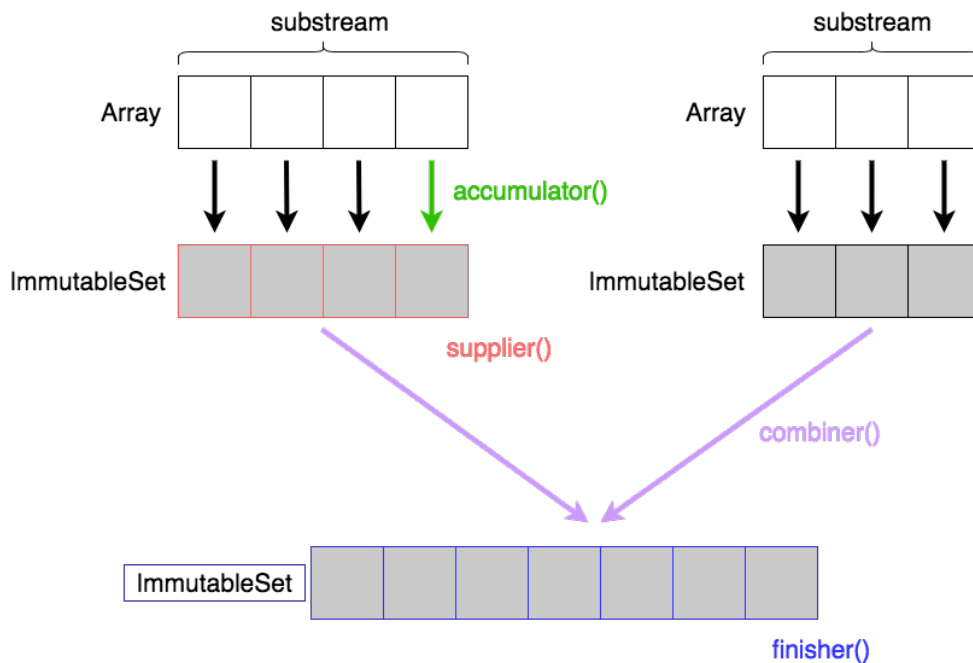 substream
substream
Array
Array
accumulator()
ImmutableSet
ImmutableSet
supplier()
combiner()
ImmutableSet
finisher()